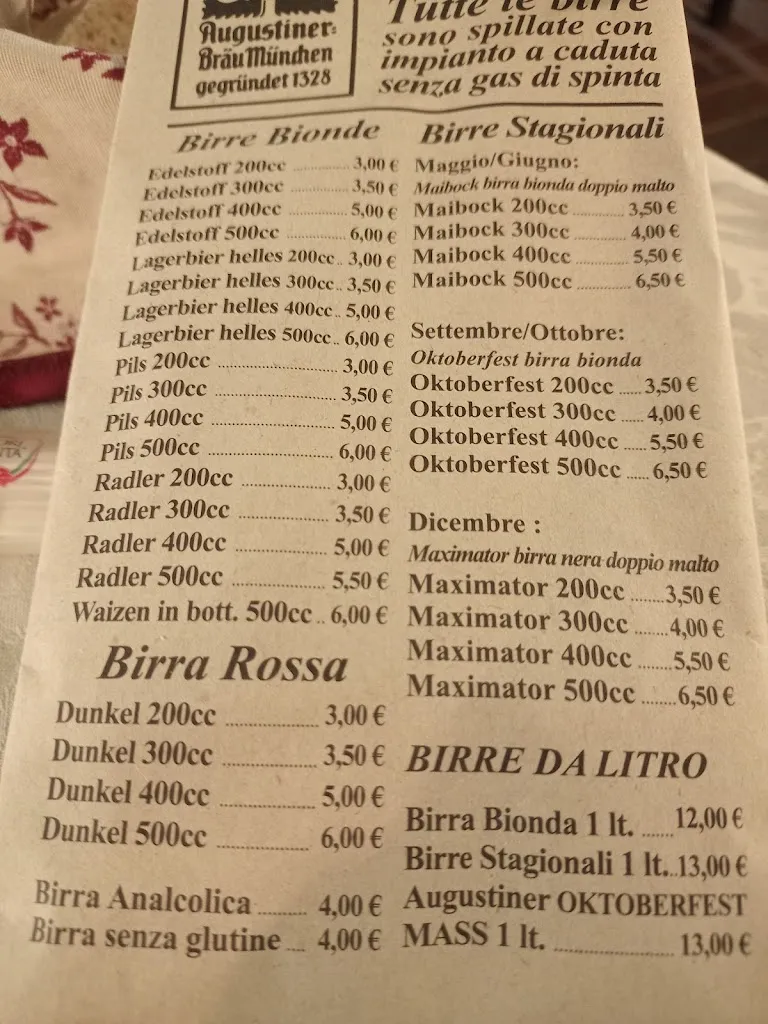 Augustiner-
Bräu München
gegründet 1328
Tutte le birre
sono spillate con
impianto a caduta
senza gas di spinta
Birre Bionde
Edelstoff 200cc ........... 3,00 €
Edelstoff 300cc ........... 3,50 €
Edelstoff 400cc ........... 5,00 €
Edelstoff 500cc ........... 6,00 €
Lagerbier helles 200cc.. 3,00 €
Lagerbier helles 300cc.. 3,50 €
Lagerbier helles 400cc.. 5,00 €
Lagerbier helles 500cc.. 6,00 €
Pils 200cc ........... 3,00 €
Pils 300cc ........... 3,50 €
Pils 400cc ........... 5,00 €
Pils 500cc ........... 6,00 €
Radler 200cc ........... 3,00 €
Radler 300cc ........... 3,50 €
Radler 400cc ........... 5,00 €
Radler 500cc ........... 5,50 €
Waizen in bott. 500cc .. 6,00 €
Birra Rossa
Dunkel 200cc ........... 3,00 €
Dunkel 300cc ........... 3,50 €
Dunkel 400cc ........... 5,00 €
Dunkel 500cc ........... 6,00 €
Birra Analcolica ........ 4,00 €
Birra senza glutine .... 4,00 €
Birre Stagionali
Maggio/Giugno:
Maibock birra bionda doppio malto
Maibock 200cc ........... 3,50 €
Maibock 300cc ........... 4,00 €
Maibock 400cc ........... 5,50 €
Maibock 500cc ........... 6,50 €
Settembre/Ottobre:
Oktoberfest birra bionda
Oktoberfest 200cc ..... 3,50 €
Oktoberfest 300cc ..... 4,00 €
Oktoberfest 400cc ..... 5,50 €
Oktoberfest 500cc ..... 6,50 €
Dicembre :
Maximator birra nera doppio malto
Maximator 200cc ....... 3,50 €
Maximator 300cc ....... 4,00 €
Maximator 400cc ....... 5,50 €
Maximator 500cc ....... 6,50 €
BIRRE DA LITRO
Birra Bionda 1 lt. ...... 12,00 €
Birre Stagionali 1 lt.. 13,00 €
Augustiner OKTOBERFEST
MASS 1 lt. .................... 13,00 €